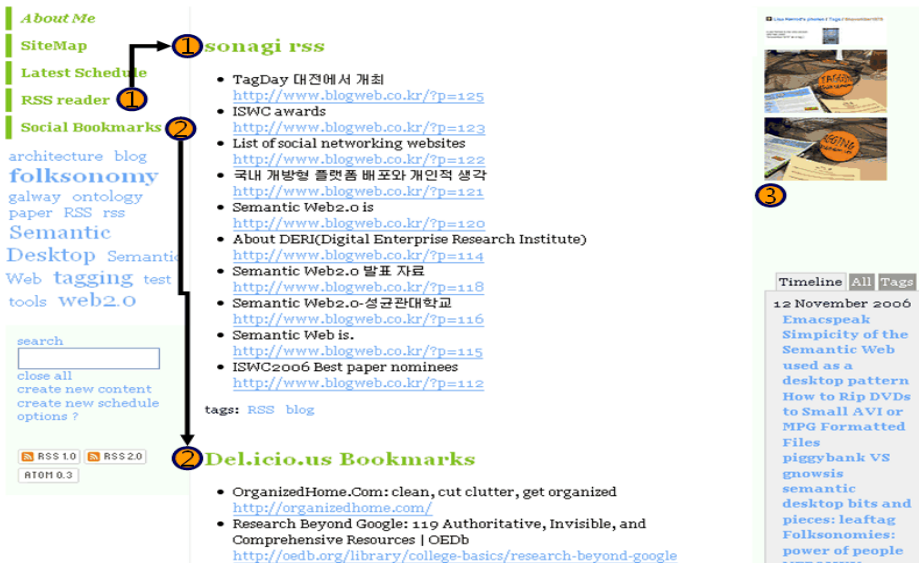 About Me
SiteMap
Latest Schedule
RSS reader 1
Social Bookmarks 2
architecture blog
folksonomy
galway ontology
paper RSS rss
Semantic
Desktop Semantic
Web tagging test
tools web2.0
search
close all
create new content
create new schedule
options ?
RSS 1.0 RSS 2.0
ATOM 0.3
1 sonagi rss
• TagDay 대전에서 개최
http://www.blogweb.co.kr/?p=125
• ISWC awards
http://www.blogweb.co.kr/?p=123
• List of social networking websites
http://www.blogweb.co.kr/?p=122
• 국내 개방형 플랫폼 배포와 개인적 생각
http://www.blogweb.co.kr/?p=121
• Semantic Web2.0 is
http://www.blogweb.co.kr/?p=120
• About DERI(Digital Enterprise Research Institute)
http://www.blogweb.co.kr/?p=114
• Semantic Web2.0 발표 자료
http://www.blogweb.co.kr/?p=118
• Semantic Web2.0-성균관대학교
http://www.blogweb.co.kr/?p=116
• Semantic Web is.
http://www.blogweb.co.kr/?p=115
• ISWC2006 Best paper nominees
http://www.blogweb.co.kr/?p=112
tags: RSS blog
2 Del.icio.us Bookmarks
• OrganizedHome.Com: clean, cut clutter, get organized
http://organizedhome.com/
• Research Beyond Google: 119 Authoritative, Invisible, and
Comprehensive Resources | OEDb
http://oedb.org/library/college-basics/research-beyond-google
TAGGING
3
Timeline All Tags
12 November 2006
Emacspeak
Simpicity of the
Semantic Web
used as a
desktop pattern
How to Rip DVDs
to Small AVI or
MPG Formatted
Files
piggybank VS
gnowsis
semantic
desktop bits and
pieces: leaftag
Folksonomies:
power of people